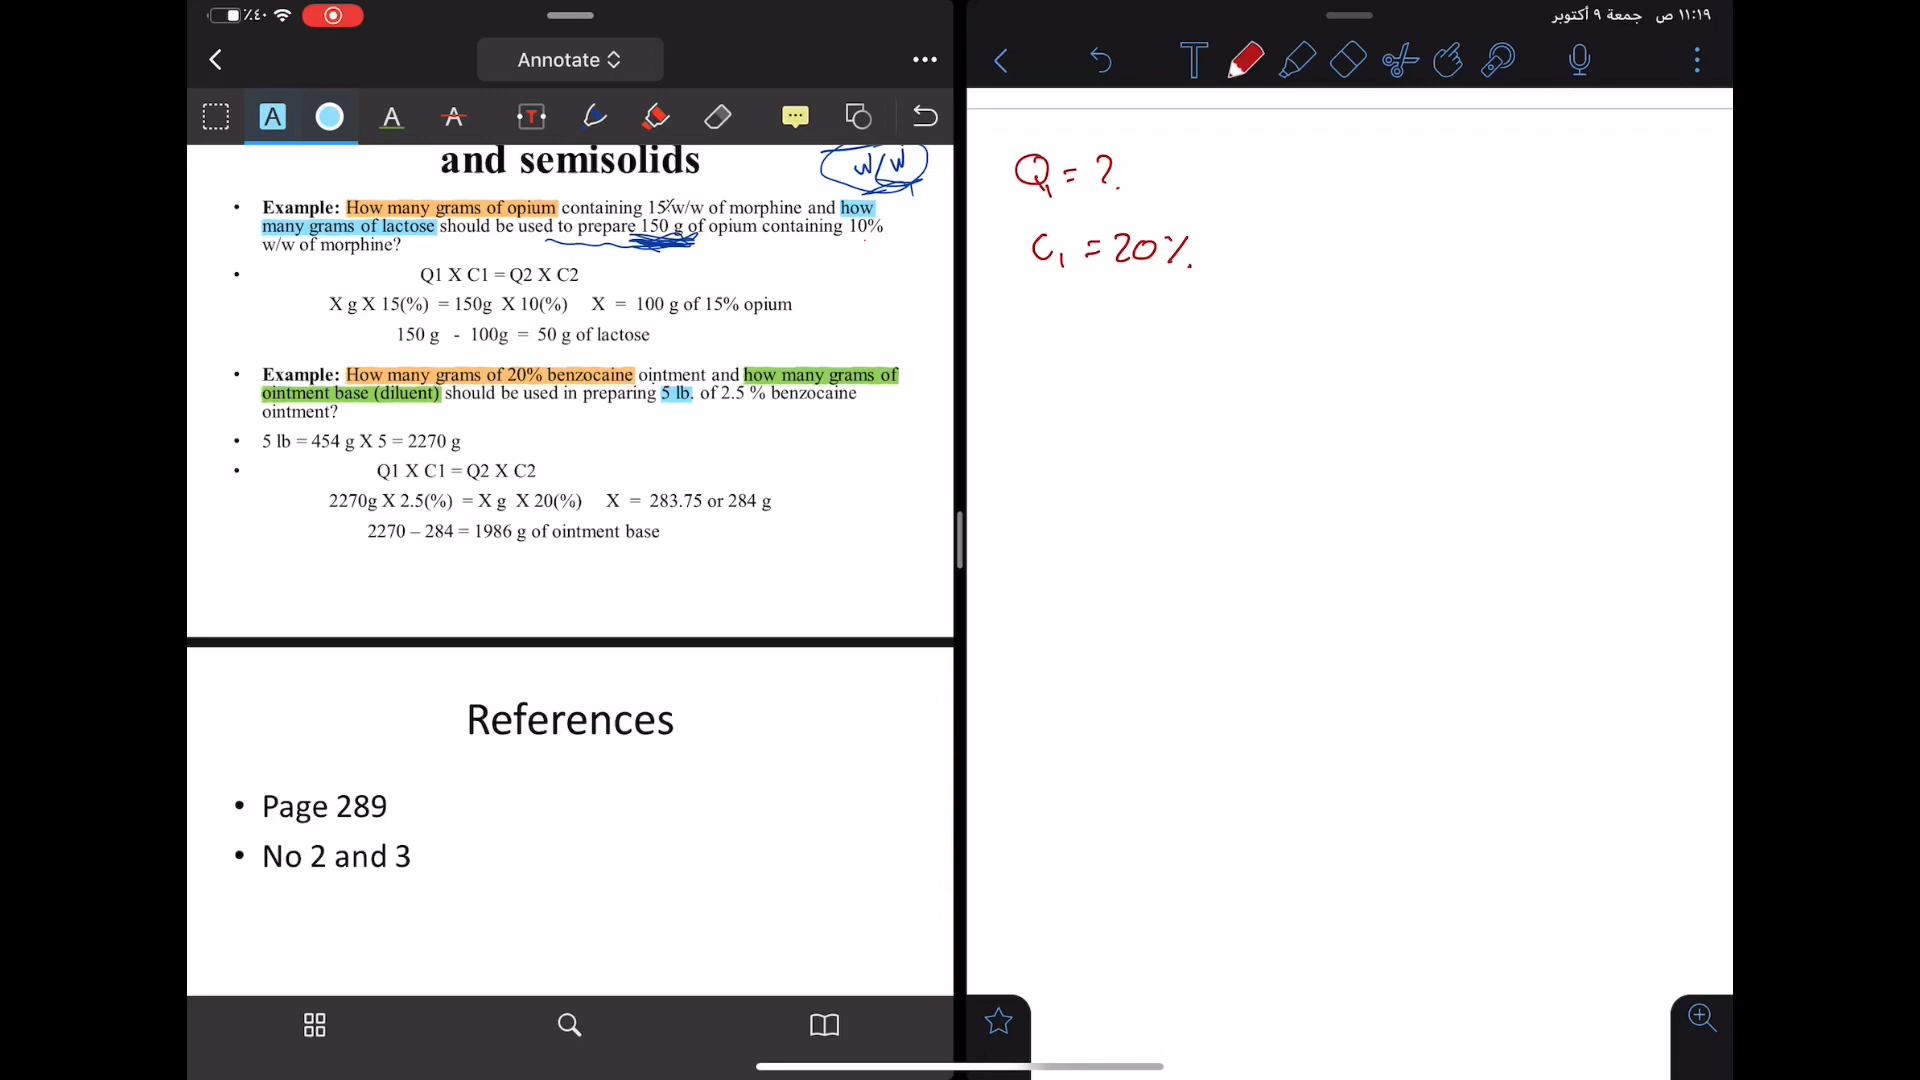 ٪٤٠
Annotate
and semisolids
w/w
• Example: How many grams of opium containing 15%w/w of morphine and how
many grams of lactose should be used to prepare 150 g of opium containing 10%
w/w of morphine?
• Q1 X C1 = Q2 X C2
X g X 15(%) = 150g X 10(%) X = 100 g of 15% opium
150 g - 100g = 50 g of lactose
• Example: How many grams of 20% benzocaine ointment and how many grams of
ointment base (diluent) should be used in preparing 5 lb. of 2.5 % benzocaine
ointment?
• 5 lb = 454 g X 5 = 2270 g
• Q1 X C1 = Q2 X C2
2270g X 2.5(%) = X g X 20(%) X = 283.75 or 284 g
2270 – 284 = 1986 g of ointment base
References
• Page 289
• No 2 and 3
١١:١٩ ص جمعة ٩ أكتوبر
Q₁ = ?
C₁ = 20%